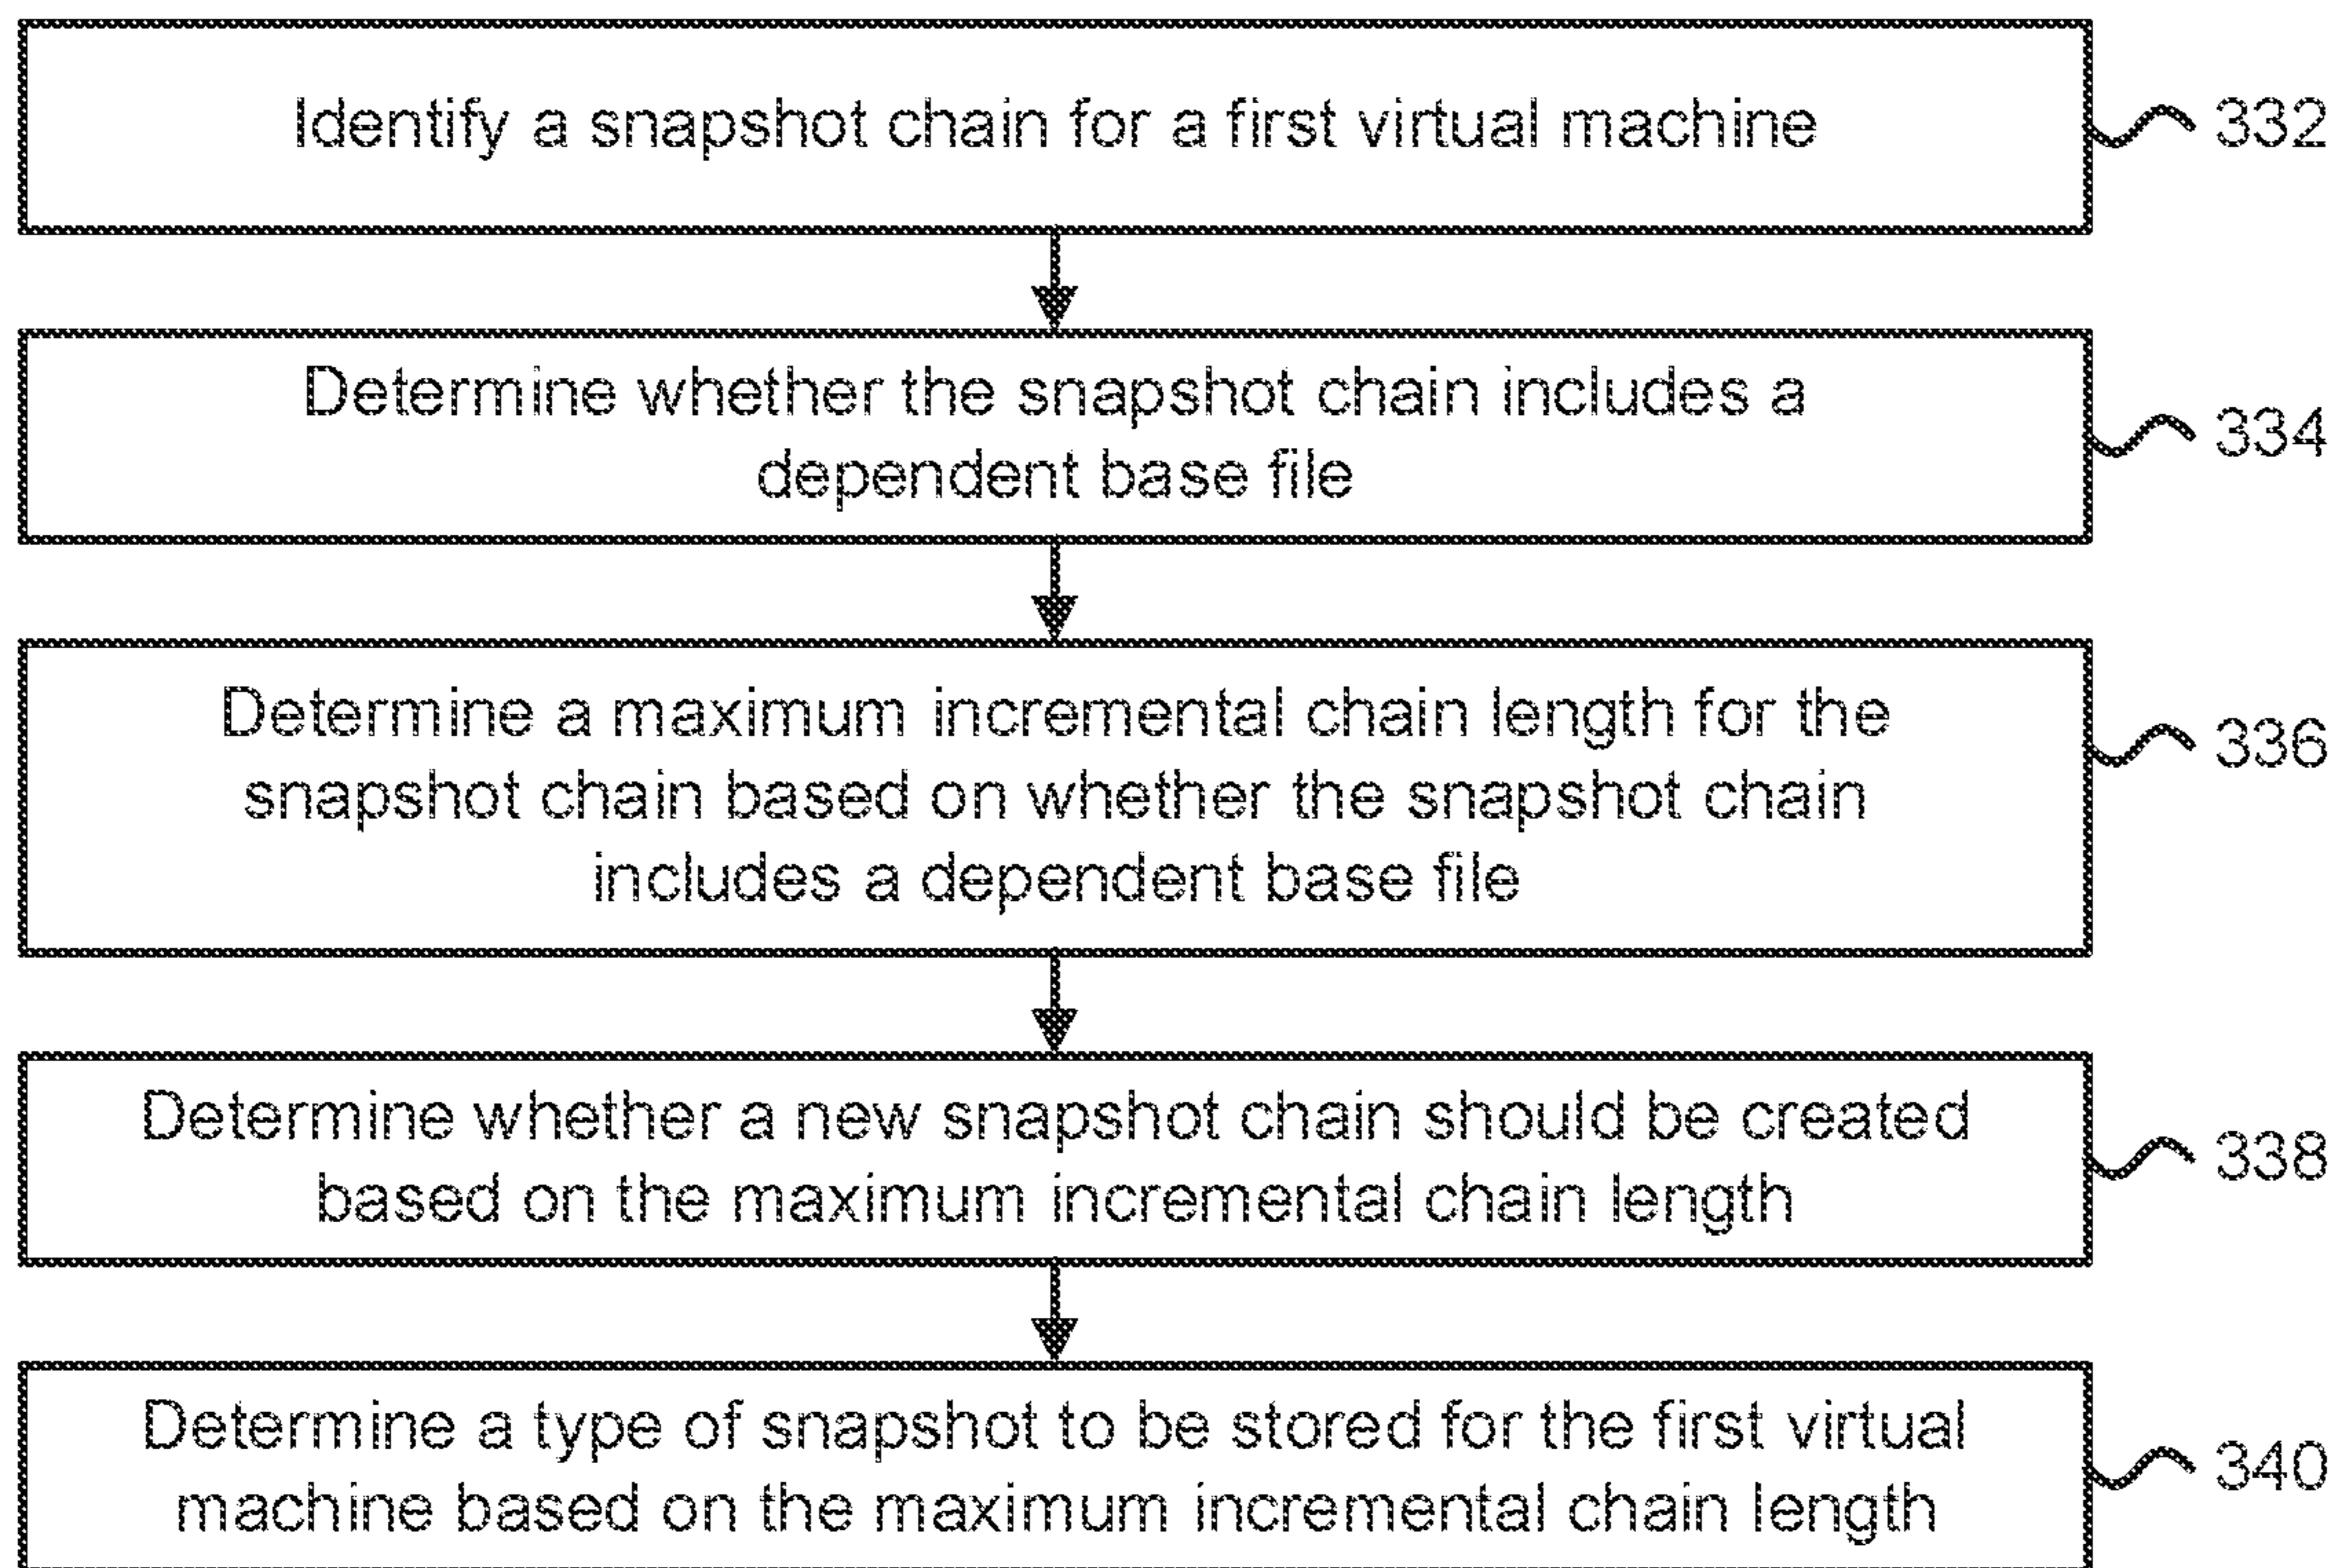 Identify a snapshot chain for a first virtual machine
332
Determine whether the snapshot chain includes a
dependent base file
334
Determine a maximum incremental chain length for the
snapshot chain based on whether the snapshot chain
includes a dependent base file
336
Determine whether a new snapshot chain should be created
based on the maximum incremental chain length
338
Determine a type of snapshot to be stored for the first virtual
machine based on the maximum incremental chain length
340